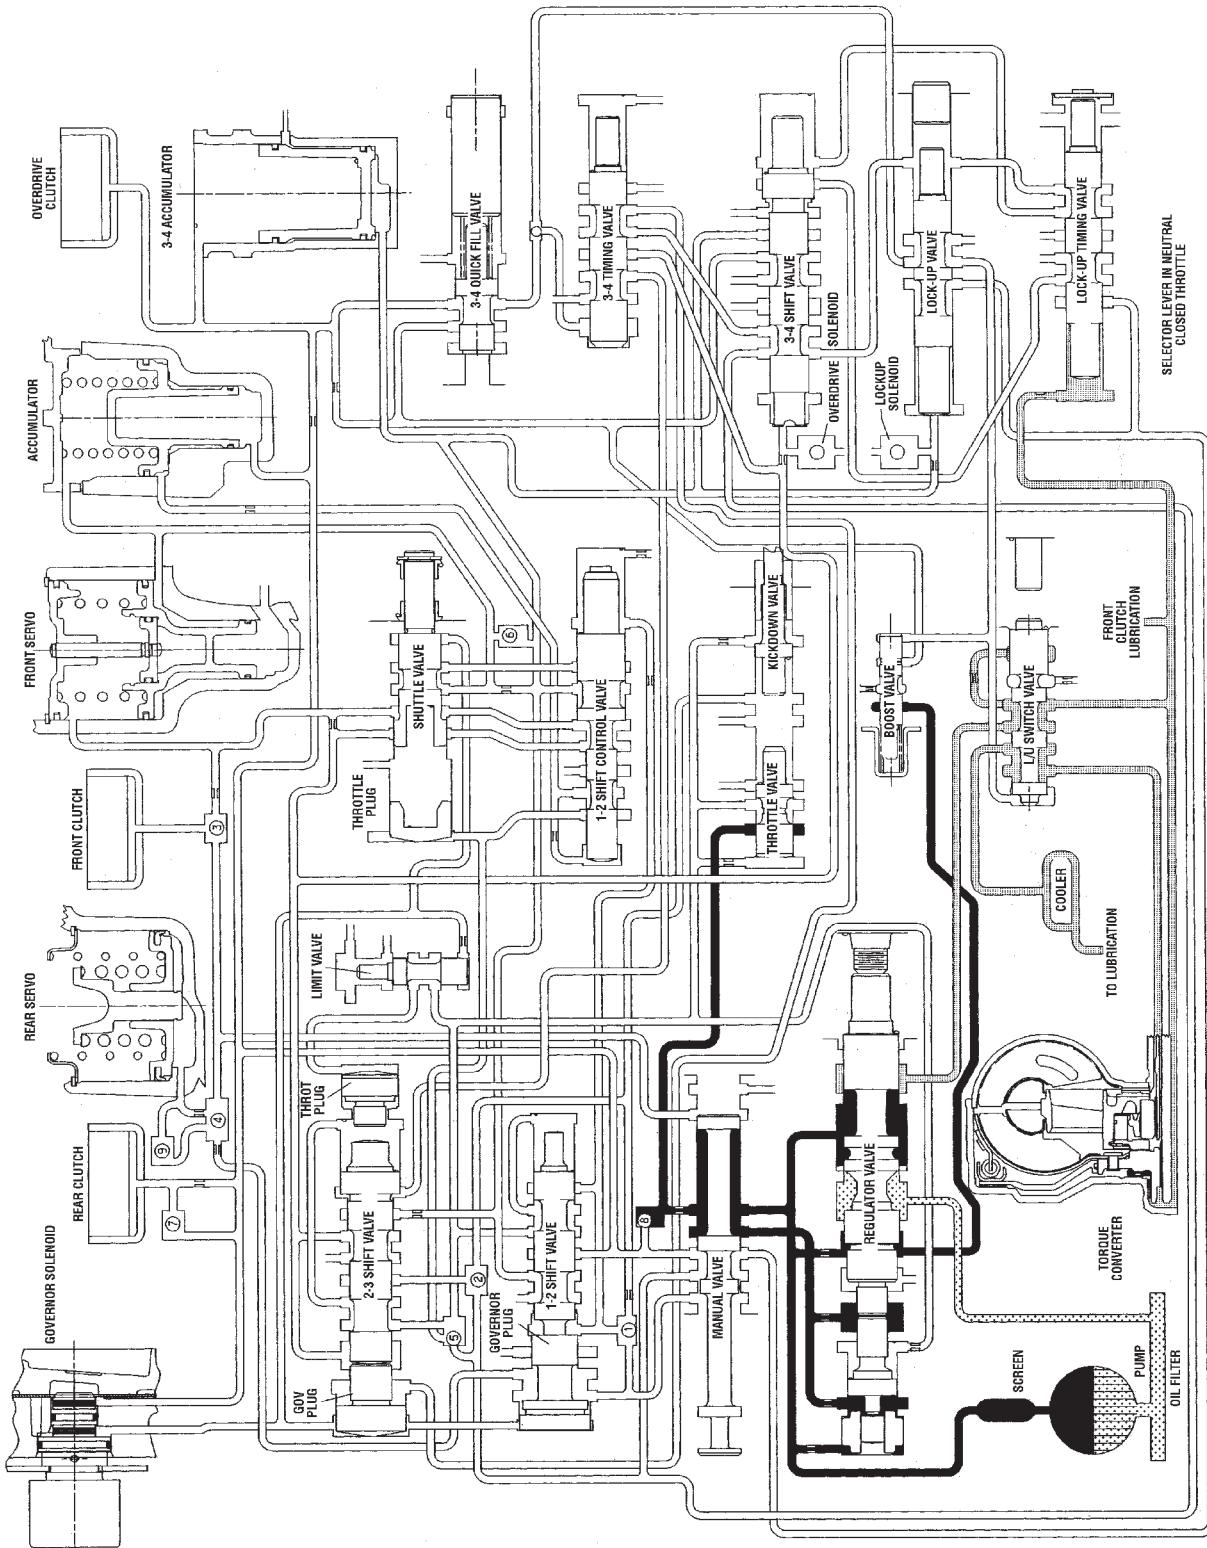 OVERDRIVE
CLUTCH
3-4 ACCUMULATOR
3-4 QUICK FILL VALVE
3-4 TIMING VALVE
3-4 SHIFT VALVE
SOLENOID
OVERDRIVE
LOCKUP
SOLENOID
LOCK-UP VALVE
LOCK-UP TIMING VALVE
SELECTOR LEVER IN NEUTRAL
CLOSED THROTTLE
ACCUMULATOR
FRONT SERVO
SHUTTLE VALVE
THROTTLE
PLUG
6
1-2 SHIFT CONTROL VALVE
KICKDOWN VALVE
THROTTLE VALVE
BOOST VALVE
L/U SWITCH VALVE
FRONT
CLUTCH
LUBRICATION
FRONT CLUTCH
3
COOLER
TO LUBRICATION
REAR SERVO
LIMIT VALVE
THROT
PLUG
REGULATOR VALVE
REAR CLUTCH
9
4
7
2-3 SHIFT VALVE
2
5
1-2 SHIFT VALVE
GOVERNOR
PLUG
8
1
MANUAL VALVE
TORQUE
CONVERTER
GOVERNOR SOLENOID
GOV
PLUG
SCREEN
PUMP
OIL FILTER